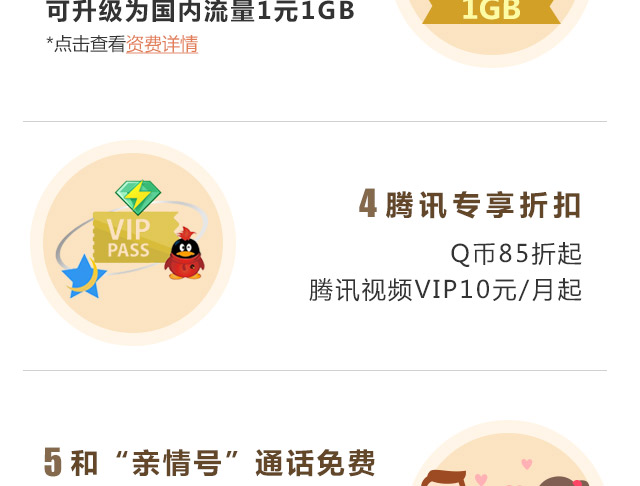 可升级为国内流量1元1GB
*点击查看资费详情
1GB
VIP
PASS
4 腾讯专享折扣
Q币85折起
腾讯视频VIP10元/月起
5 和“亲情号”通话免费